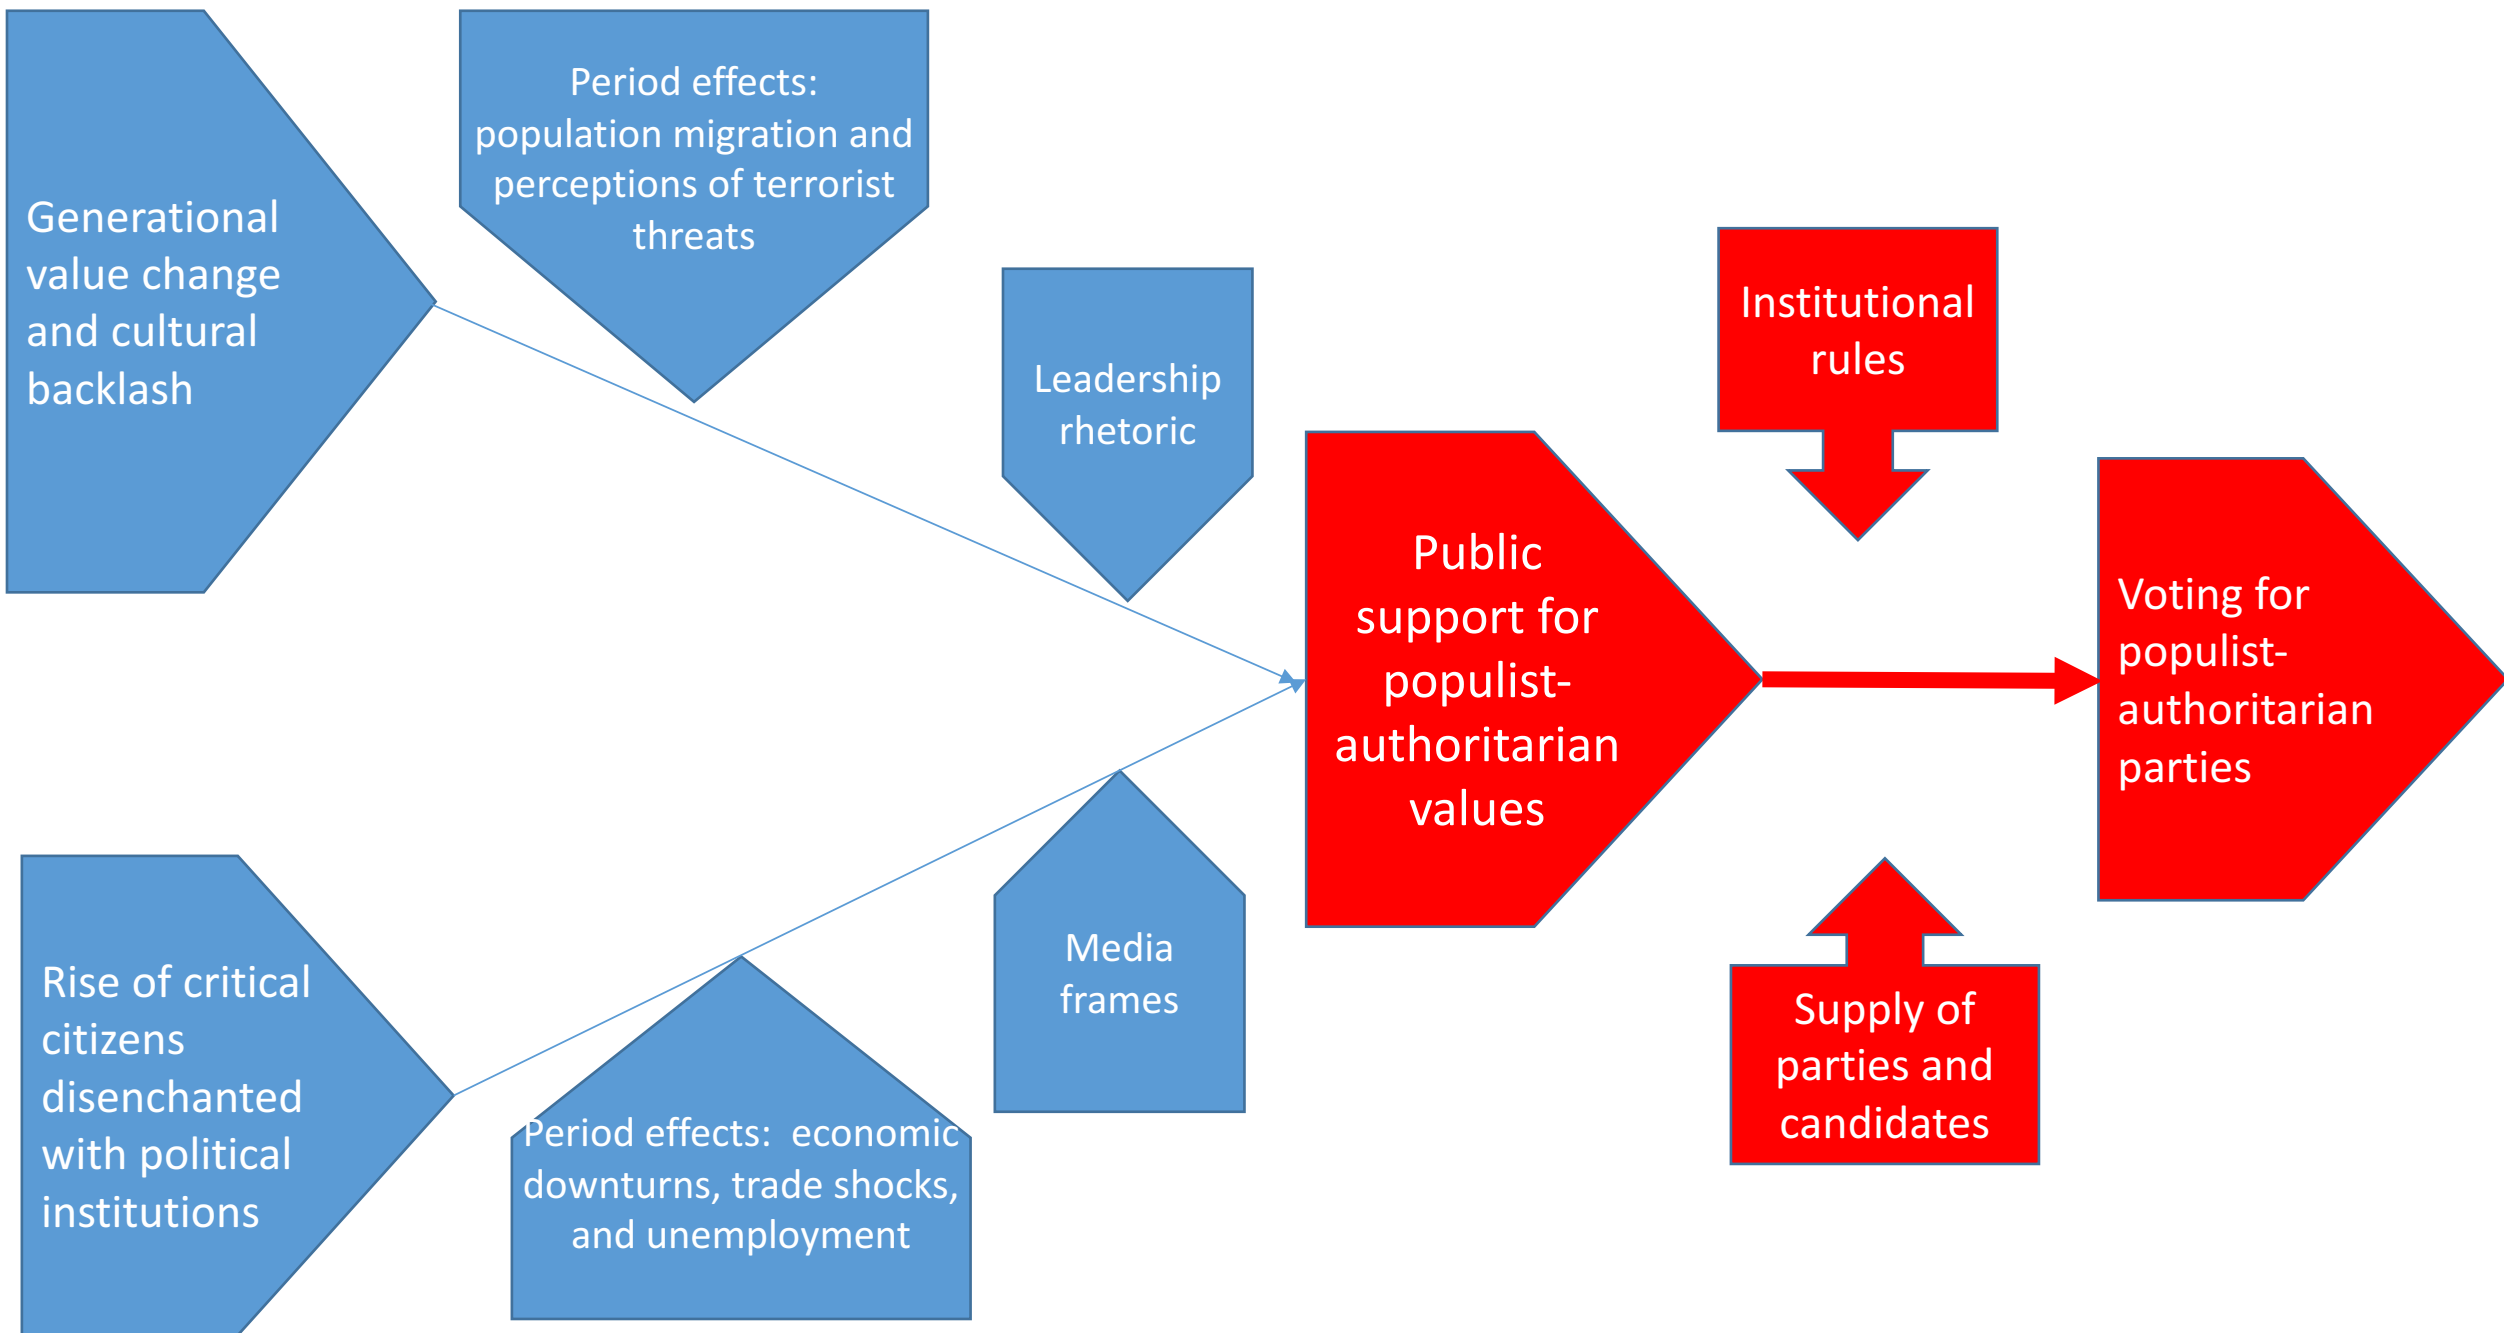 Generational
value change
and cultural
backlash
Period effects:
population migration and
perceptions of terrorist
threats
Leadership
rhetoric
Institutional
rules
Public
support for
populist-
authoritarian
values
Voting for
populist-
authoritarian
parties
Rise of critical
citizens
disenchanted
with political
institutions
Period effects:  economic
downturns, trade shocks,
and unemployment
Media
frames
Supply of
parties and
candidates